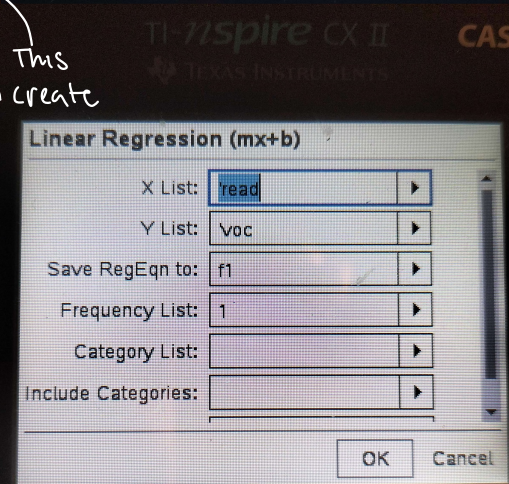 TI-nspire CX II CAS
TEXAS INSTRUMENTS
This
create
Linear Regression (mx+b)
X List: 'read
Y List: 'voc
Save RegEqn to: f1
Frequency List: 1
Category List:
Include Categories:
OK Cancel